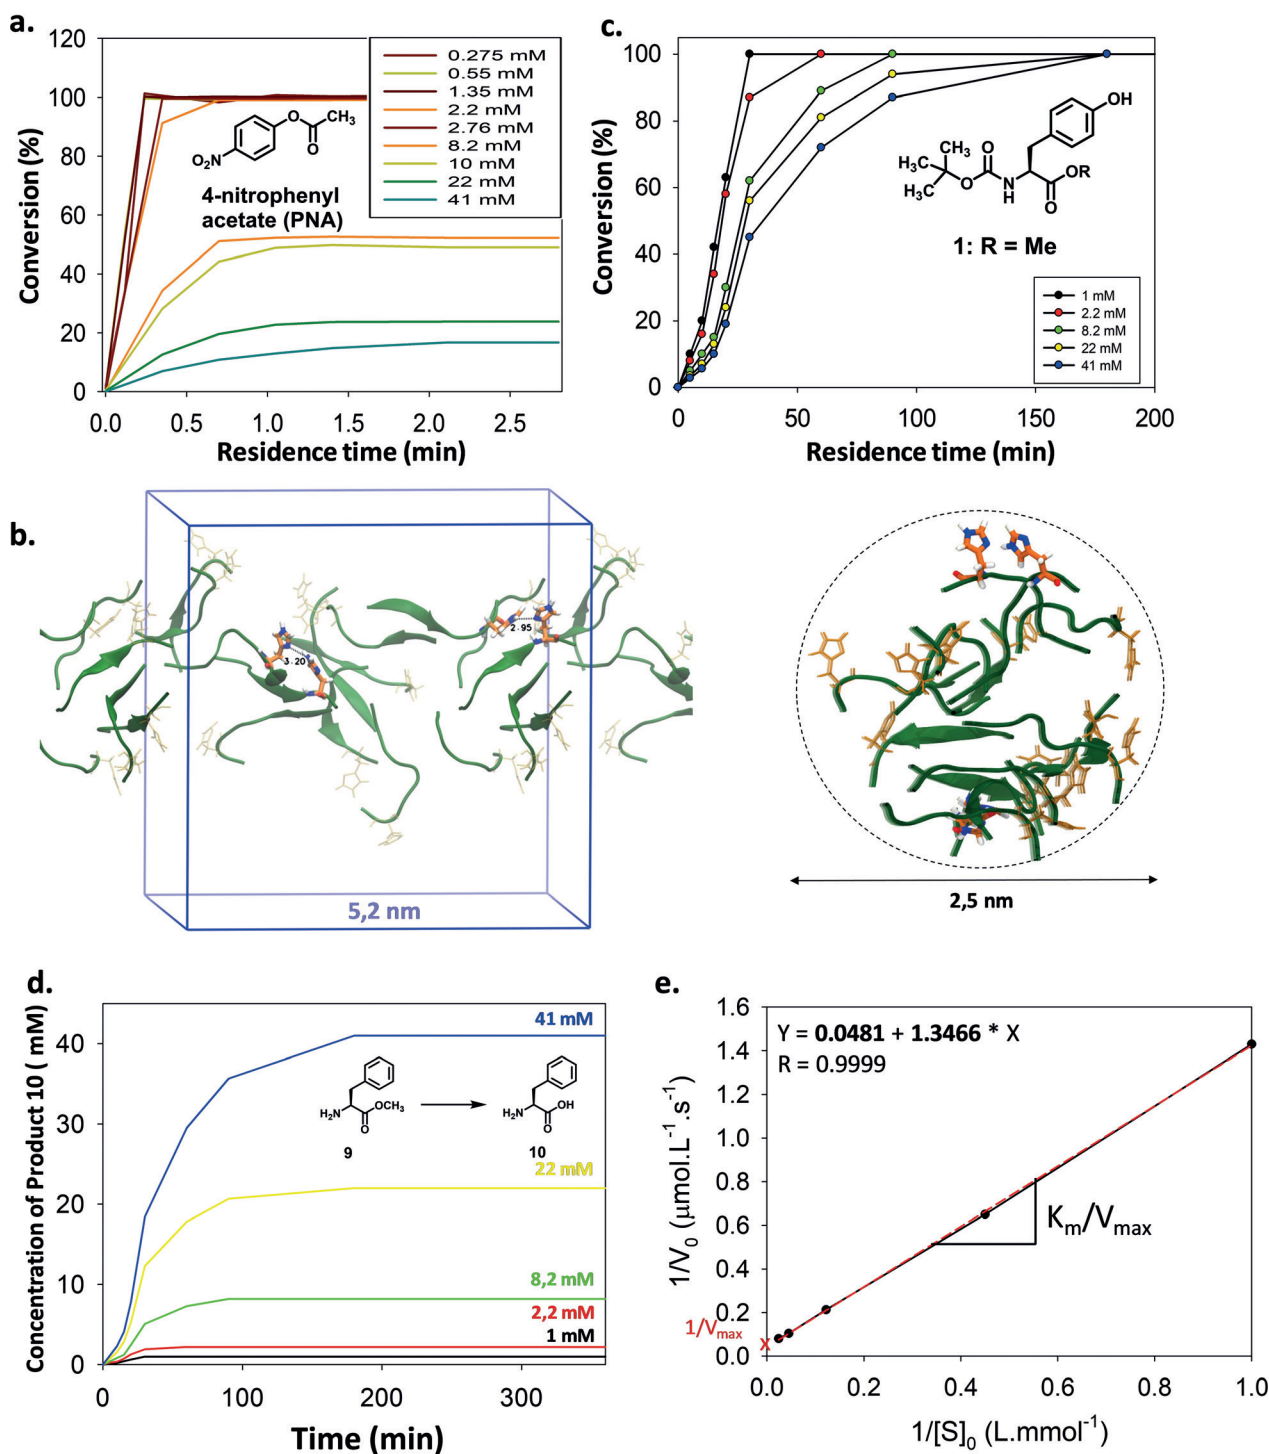 a.
120
100
80
60
40
20
0
Conversion (%)
0.275 mM
0.55 mM
1.35 mM
2.2 mM
2.76 mM
8.2 mM
10 mM
22 mM
41 mM
O
CH₃
O₂N
O
4-nitrophenyl
acetate (PNA)
0.0 0.5 1.0 1.5 2.0 2.5
Residence time (min)
c.
100
80
60
40
20
0
Conversion (%)
OH
CH₃
H₃C
H₃C
O
O
N
H
OR
O
1: R = Me
1 mM
2.2 mM
8.2 mM
22 mM
41 mM
0 50 100 150 200
Residence time (min)
b.
3.20
2.95
5,2 nm
2,5 nm
d.
Concentration of Product 10 ( mM)
40
30
20
10
0
41 mM
H₂N
OCH₃
O
9
H₂N
OH
O
10
22 mM
8,2 mM
2,2 mM
1 mM
0 100 200 300
Time (min)
e.
1.6
1.4
1.2
1.0
0.8
0.6
0.4
0.2
0.0
1/V₀ (μmol.L⁻¹.s⁻¹)
Y = 0.0481 + 1.3466 * X
R = 0.9999
Kₘ/Vₘₐₓ
1/Vₘₐₓ
X
0.0 0.2 0.4 0.6 0.8 1.0
1/[S]₀ (L.mmol⁻¹)